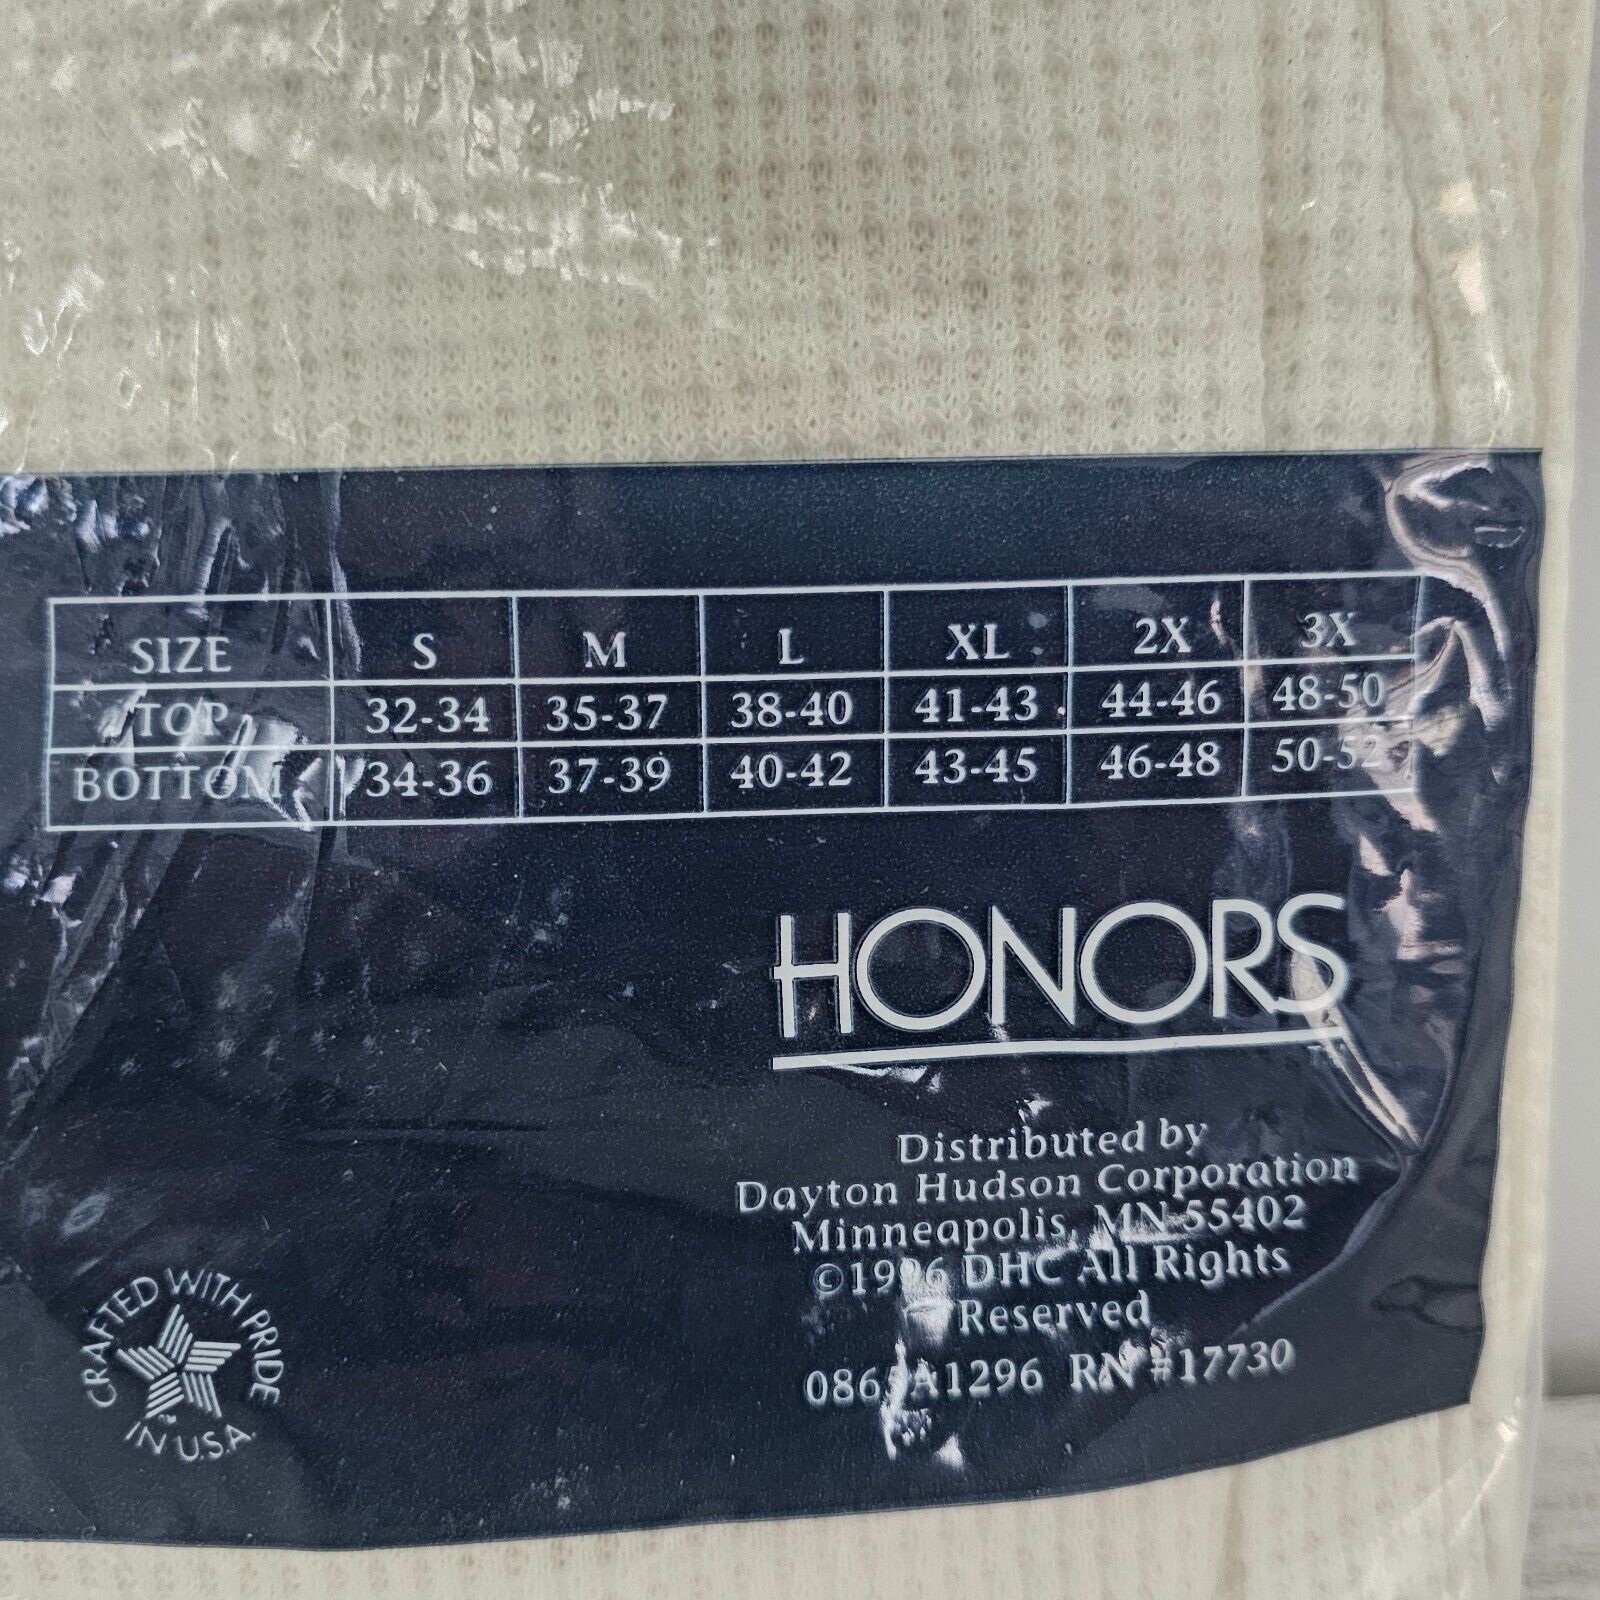 SIZE S M L XL 2X 3X
TOP 32-34 35-37 38-40 41-43 44-46 48-50
BOTTOM 34-36 37-39 40-42 43-45 46-48 50-52
HONORS
TM
Distributed by
Dayton Hudson Corporation
Minneapolis, MN 55402
©1996 DHC All Rights
Reserved
RN #17730
CRAFTED WITH PRIDE
IN U.S.A.